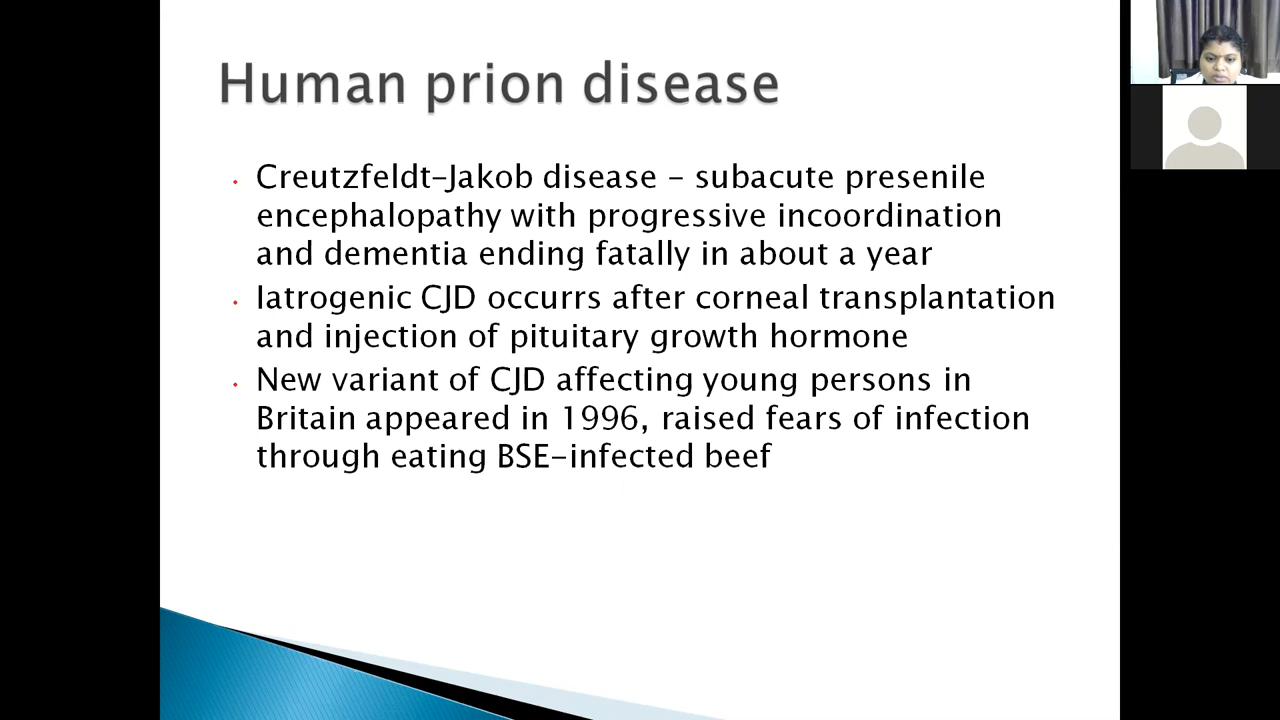 Human prion disease
Creutzfeldt-Jakob disease - subacute presenile
encephalopathy with progressive incoordination
and dementia ending fatally in about a year
Iatrogenic CJD occurrs after corneal transplantation
and injection of pituitary growth hormone
New variant of CJD affecting young persons in
Britain appeared in 1996, raised fears of infection
through eating BSE-infected beef